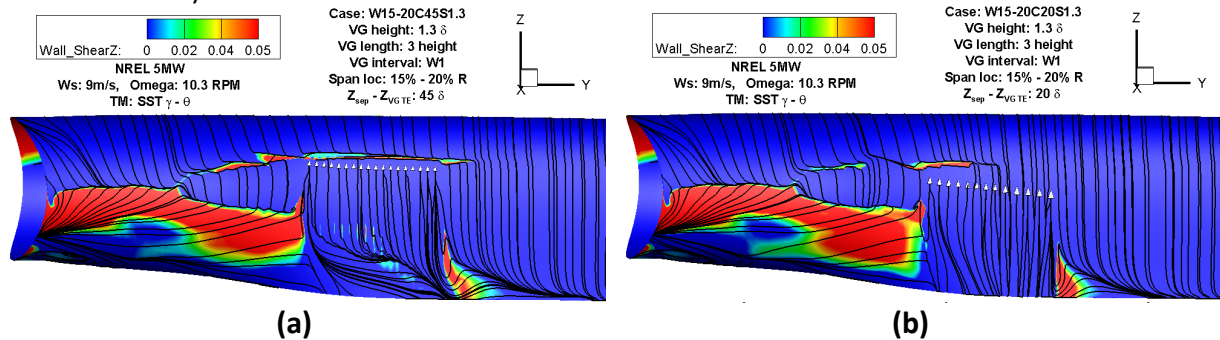 0 0.02 0.04 0.05
Wall_ShearZ:
NREL 5MW
Ws: 9m/s, Omega: 10.3 RPM
TM: SST γ - θ
Case: W15-20C45S1.3
VG height: 1.3 δ
VG length: 3 height
VG interval: W1
Span loc: 15% - 20% R
Zsep - ZVG TE: 45 δ
Z
X
Y
(a)
0 0.02 0.04 0.05
Wall_ShearZ:
NREL 5MW
Ws: 9m/s, Omega: 10.3 RPM
TM: SST γ - θ
Case: W15-20C20S1.3
VG height: 1.3 δ
VG length: 3 height
VG interval: W1
Span loc: 15% - 20% R
Zsep - ZVG TE: 20 δ
Z
X
Y
(b)